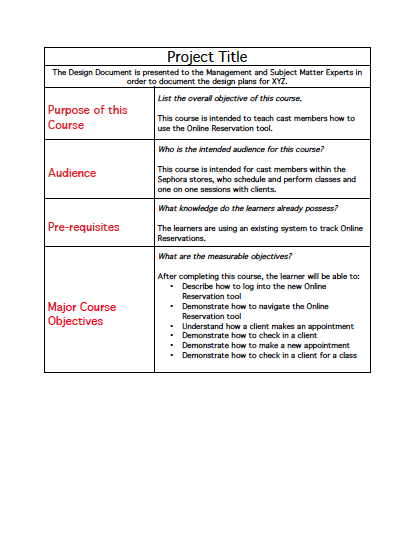 Project Title
The Design Document is presented to the Management and Subject Matter Experts in
order to document the design plans for XYZ.
Purpose of this
Course
List the overall objective of this course.
This course is intended to teach cast members how to
use the Online Reservation tool.
Audience
Who is the intended audience for this course?
This course is intended for cast members within the
Sephora stores, who schedule and perform classes and
one on one sessions with clients.
Pre-requisites
What knowledge do the learners already possess?
The learners are using an existing system to track Online
Reservations.
Major Course
Objectives
What are the measurable objectives?
After completing this course, the learner will be able to:
• Describe how to log into the new Online
Reservation tool
• Demonstrate how to navigate the Online
Reservation tool
• Understand how a client makes an appointment
• Demonstrate how to check in a client
• Demonstrate how to make a new appointment
• Demonstrate how to check in a client for a class